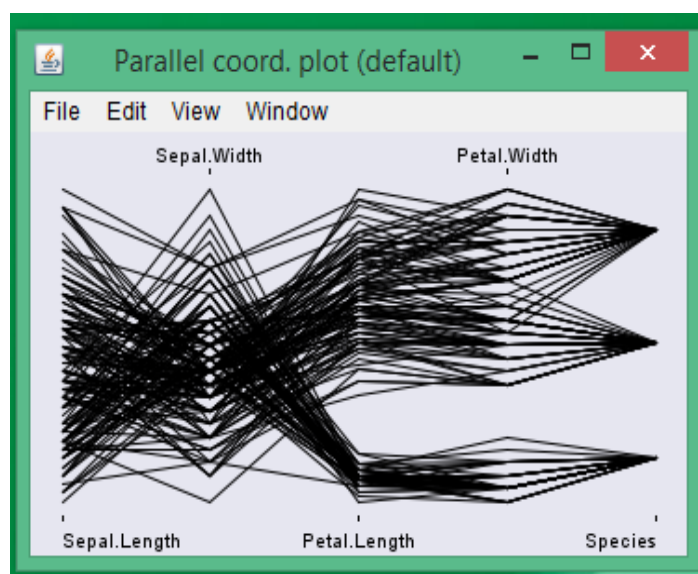 Parallel coord. plot (default)
File Edit View Window
Sepal.Width Petal.Width
Sepal.Length Petal.Length Species